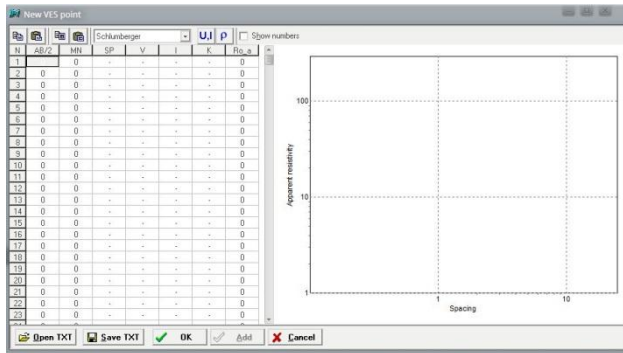 New VES point
Schlumberger U,I ρ Show numbers
N AB/2 MN SP V I K Ro_a
1 0 - - - - 0
2 0 0 - - - - 0
3 0 0 - - - - 0
4 0 0 - - - - 0
5 0 0 - - - - 0
6 0 0 - - - - 0
7 0 0 - - - - 0
8 0 0 - - - - 0
9 0 0 - - - - 0
10 0 0 - - - - 0
11 0 0 - - - - 0
12 0 0 - - - - 0
13 0 0 - - - - 0
14 0 0 - - - - 0
15 0 0 - - - - 0
16 0 0 - - - - 0
17 0 0 - - - - 0
18 0 0 - - - - 0
19 0 0 - - - - 0
20 0 0 - - - - 0
21 0 0 - - - - 0
22 0 0 - - - - 0
23 0 0 - - - - 0
100
10
1
Apparent resistivity
1 10
Spacing
Open TXT Save TXT OK Add Cancel